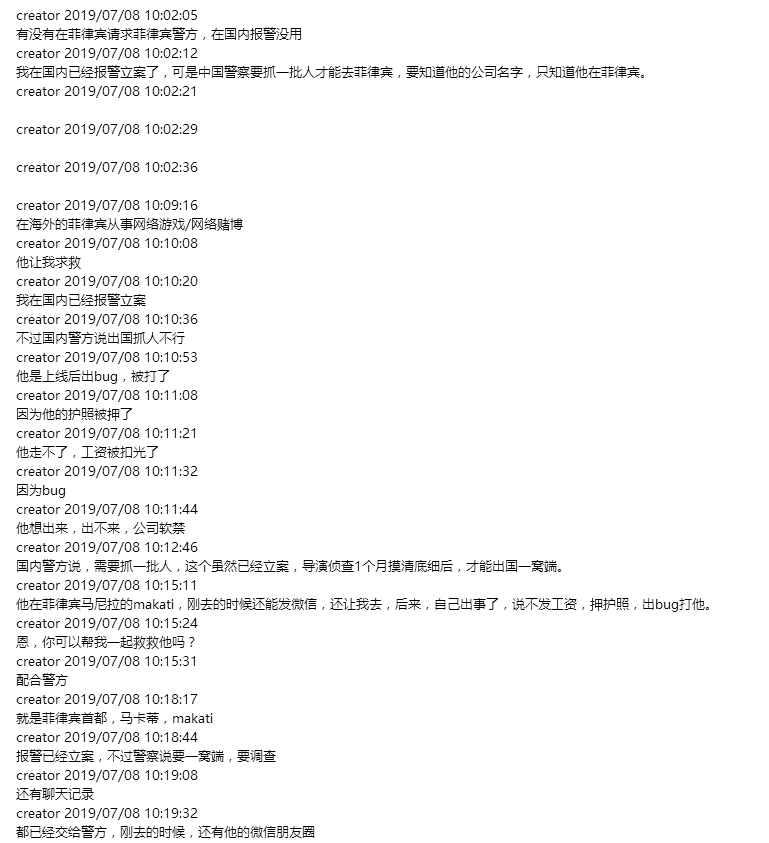 creator 2019/07/08 10:02:05
有没有在菲律宾请求菲律宾警方，在国内报警没用
creator 2019/07/08 10:02:12
我在国内已经报警立案了，可是中国警察要抓一批人才能去菲律宾，要知道他的公司名字，只知道他在菲律宾。
creator 2019/07/08 10:02:21
creator 2019/07/08 10:02:29
creator 2019/07/08 10:02:36
creator 2019/07/08 10:09:16
在海外的菲律宾从事网络游戏/网络赌博
creator 2019/07/08 10:10:08
他让我求救
creator 2019/07/08 10:10:20
我在国内已经报警立案
creator 2019/07/08 10:10:36
不过国内警方说出国抓人不行
creator 2019/07/08 10:10:53
他是上线后出bug，被打了
creator 2019/07/08 10:11:08
因为他的护照被押了
creator 2019/07/08 10:11:21
他走不了，工资被扣光了
creator 2019/07/08 10:11:32
因为bug
creator 2019/07/08 10:11:44
他想出来，出不来，公司软禁
creator 2019/07/08 10:12:46
国内警方说，需要抓一批人，这个虽然已经立案，导演侦查1个月摸清底细后，才能出国一窝端。
creator 2019/07/08 10:15:11
他在菲律宾马尼拉的makati，刚去的时候还能发微信，还让我去，后来，自己出事了，说不发工资，押护照，出bug打他。
creator 2019/07/08 10:15:24
恩，你可以帮我一起救救他吗？
creator 2019/07/08 10:15:31
配合警方
creator 2019/07/08 10:18:17
就是菲律宾首都，马卡蒂，makati
creator 2019/07/08 10:18:44
报警已经立案，不过警察说要一窝端，要调查
creator 2019/07/08 10:19:08
还有聊天记录
creator 2019/07/08 10:19:32
都已经交给警方，刚去的时候，还有他的微信朋友圈